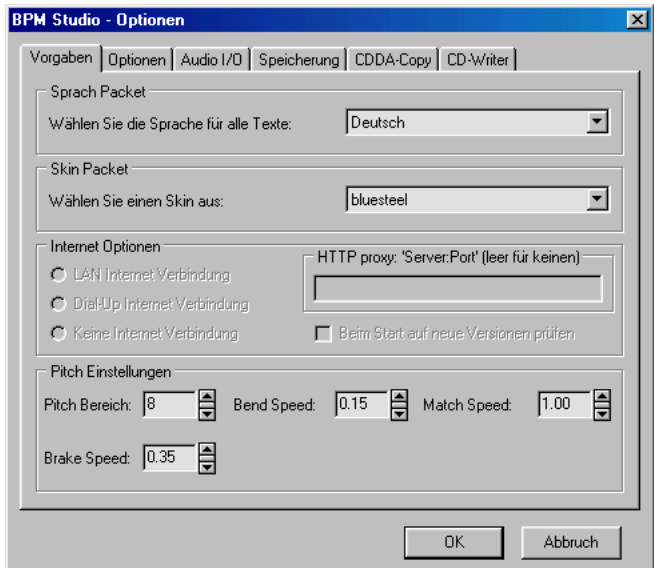 BPM Studio - Optionen
Vorgaben Optionen Audio I/O Speicherung CDDA-Copy CD-Writer
Sprach Packet
Wählen Sie die Sprache für alle Texte: Deutsch
Skin Packet
Wählen Sie einen Skin aus: bluesteel
Internet Optionen
HTTP proxy: 'Server:Port' (leer für keinen)
LAN Internet Verbindung
Dial-Up Internet Verbindung
Keine Internet Verbindung
Beim Start auf neue Versionen prüfen
Pitch Einstellungen
Pitch Bereich: 8 Bend Speed: 0.15 Match Speed: 1.00
Brake Speed: 0.35
OK Abbruch